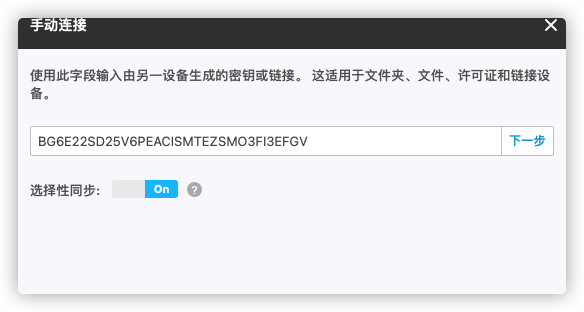 手动连接
使用此字段输入由另一设备生成的密钥或链接。 这适用于文件夹、文件、许可证和链接设
备。
BG6E22SD25V6PEACISMTEZSMO3FI3EFGV 下一步
选择性同步: On ?